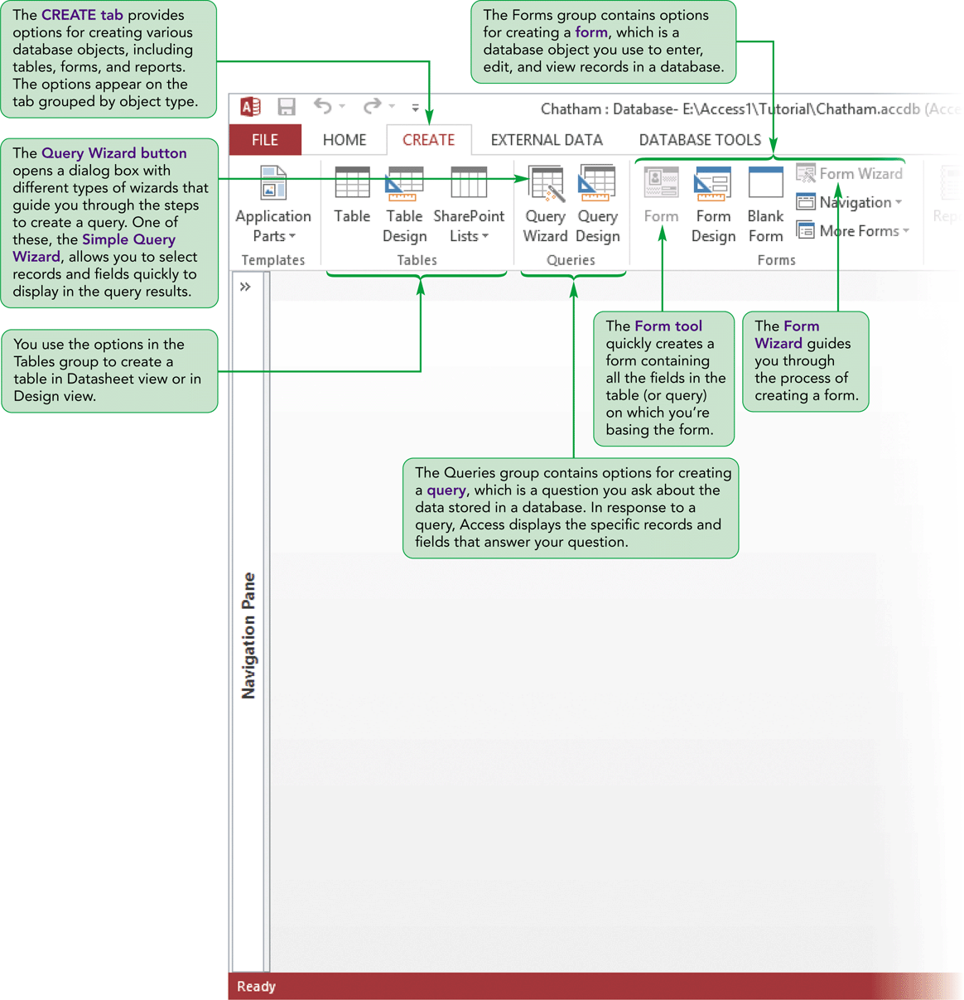 The CREATE tab provides
options for creating various
database objects, including
tables, forms, and reports.
The options appear on the
tab grouped by object type.
The Forms group contains options
for creating a form, which is a
database object you use to enter,
edit, and view records in a database.
Chatham : Database- E:\Access1\Tutorial\Chatham.accdb (Acce
FILE HOME CREATE EXTERNAL DATA DATABASE TOOLS
The Query Wizard button
opens a dialog box with
different types of wizards that
guide you through the steps
to create a query. One of
these, the Simple Query
Wizard, allows you to select
records and fields quickly to
display in the query results.
Application
Parts
Templates
Table
Table
Design
SharePoint
Lists
Tables
Query
Wizard
Query
Design
Queries
Form
Form
Design
Blank
Form
Form Wizard
Navigation
More Forms
Forms
Rep
You use the options in the
Tables group to create a
table in Datasheet view or in
Design view.
The Form tool
quickly creates a
form containing
all the fields in the
table (or query)
on which you're
basing the form.
The Form
Wizard guides
you through
the process of
creating a form.
The Queries group contains options for creating
a query, which is a question you ask about the
data stored in a database. In response to a
query, Access displays the specific records and
fields that answer your question.
Navigation Pane
Ready